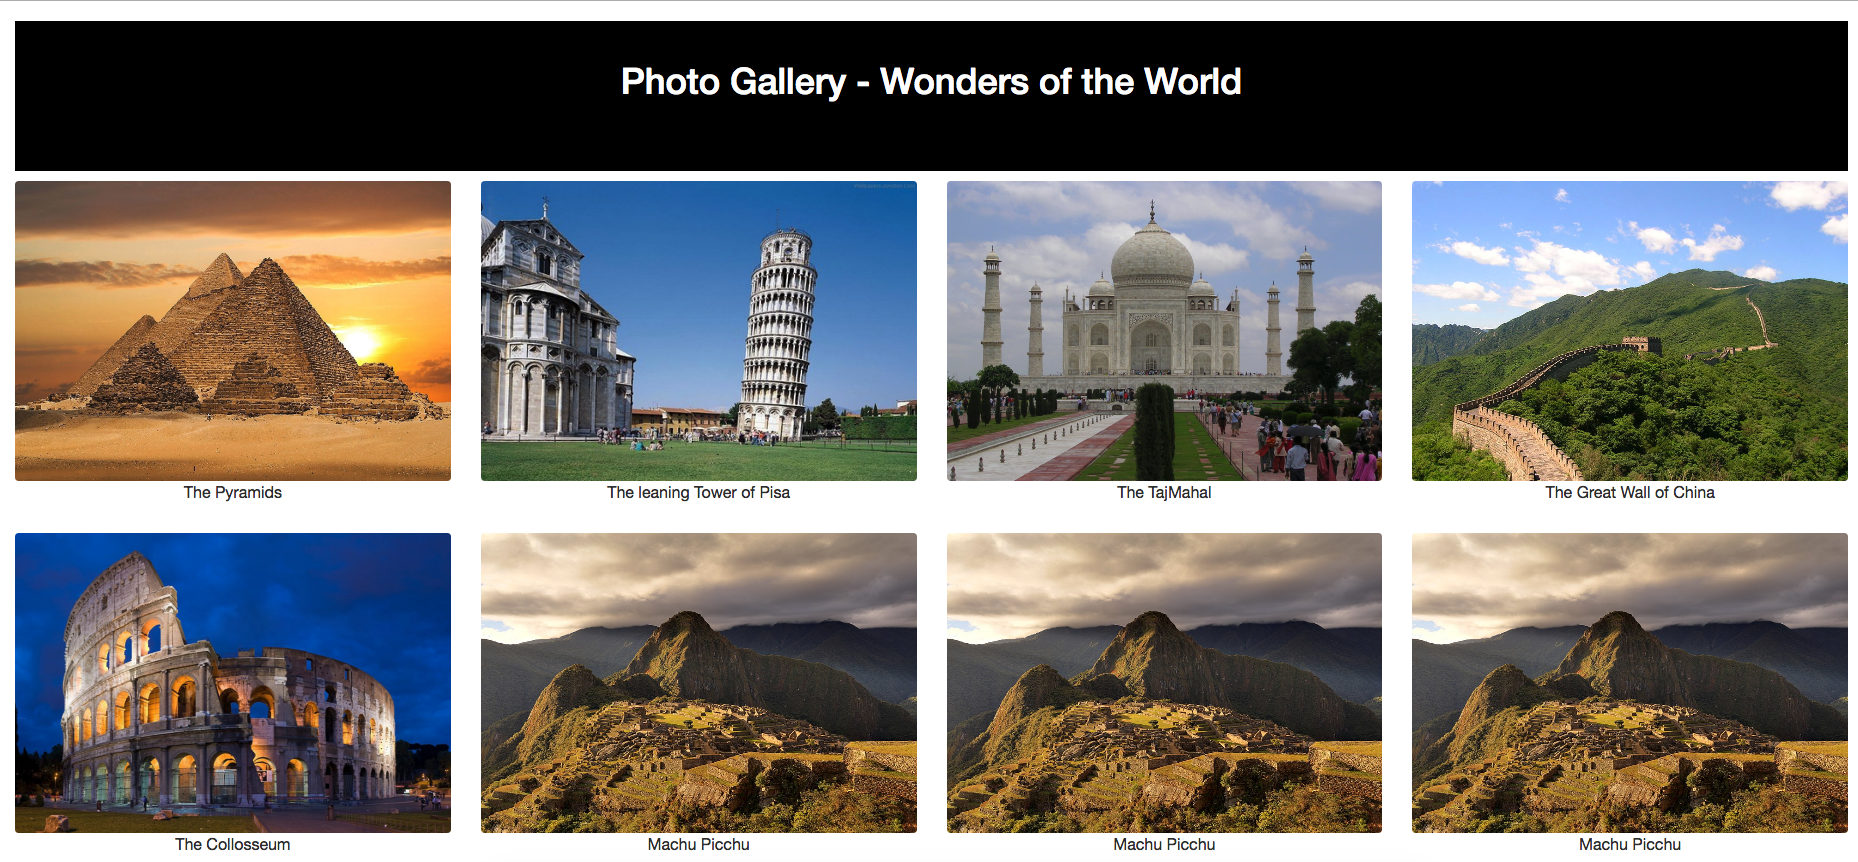 Photo Gallery - Wonders of the World
The Pyramids
The leaning Tower of Pisa
The TajMahal
The Great Wall of China
The Collosseum
Machu Picchu
Machu Picchu
Machu Picchu